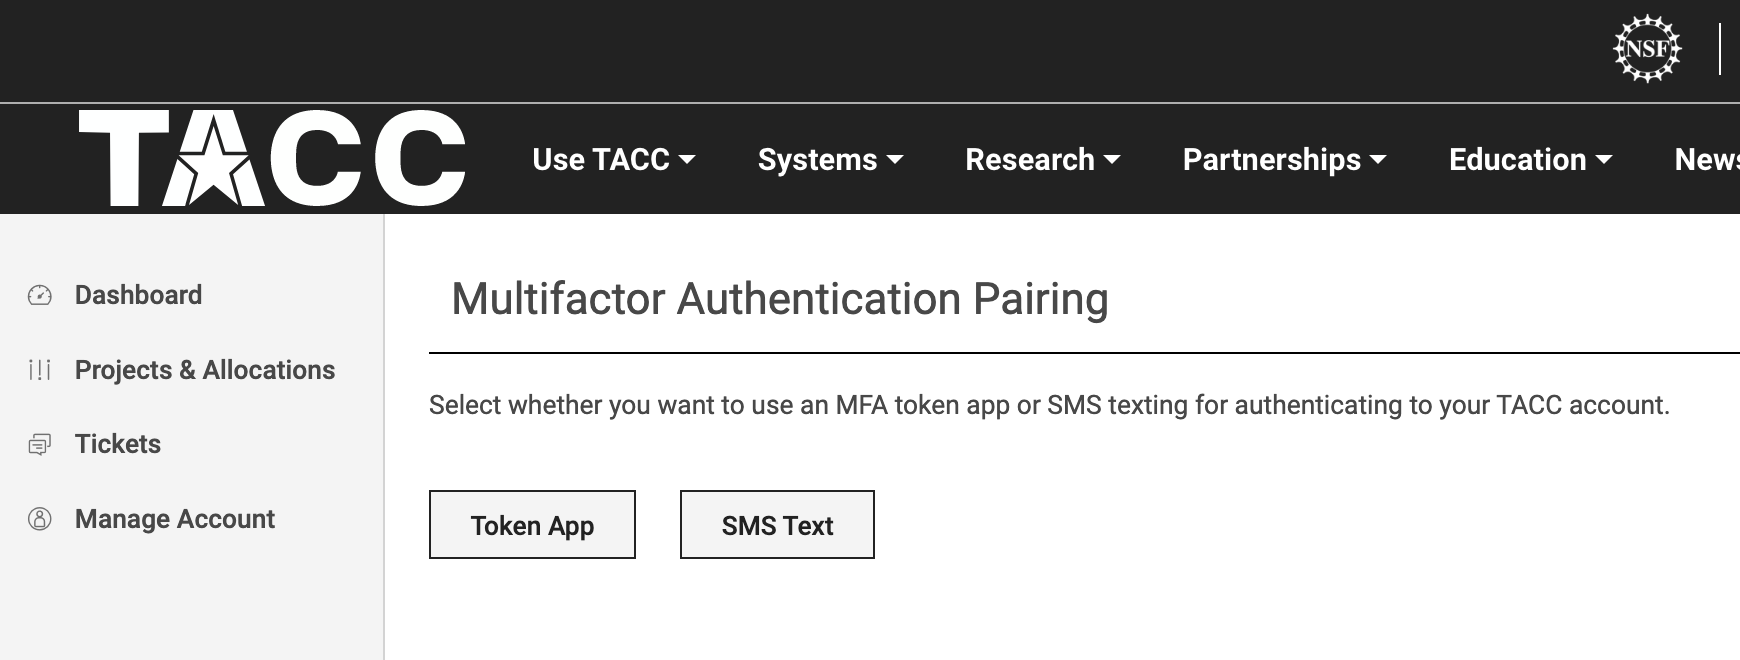 NSF
TACC
Use TACC
Systems
Research
Partnerships
Education
News
Dashboard
Projects & Allocations
Tickets
Manage Account
Multifactor Authentication Pairing
Select whether you want to use an MFA token app or SMS texting for authenticating to your TACC account.
Token App
SMS Text